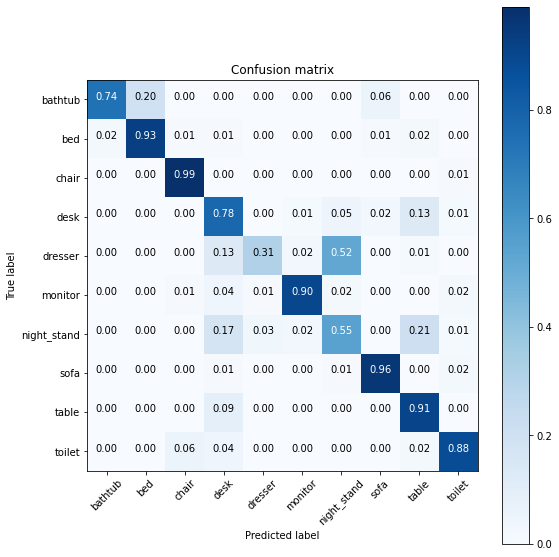 Confusion matrix
bathtub 0.74 0.20 0.00 0.00 0.00 0.00 0.00 0.06 0.00 0.00
bed 0.02 0.93 0.01 0.01 0.00 0.00 0.00 0.01 0.02 0.00
chair 0.00 0.00 0.99 0.00 0.00 0.00 0.00 0.00 0.00 0.01
desk 0.00 0.00 0.00 0.78 0.00 0.01 0.05 0.02 0.13 0.01
dresser 0.00 0.00 0.00 0.13 0.31 0.02 0.52 0.00 0.01 0.00
monitor 0.00 0.00 0.01 0.04 0.01 0.90 0.02 0.00 0.00 0.02
night_stand 0.00 0.00 0.00 0.17 0.03 0.02 0.55 0.00 0.21 0.01
sofa 0.00 0.00 0.00 0.01 0.00 0.00 0.01 0.96 0.00 0.02
table 0.00 0.00 0.00 0.09 0.00 0.00 0.00 0.00 0.91 0.00
toilet 0.00 0.00 0.06 0.04 0.00 0.00 0.00 0.00 0.02 0.88
True label
bathtub bed chair desk dresser monitor night_stand sofa table toilet
Predicted label
0.8
0.6
0.4
0.2
0.0